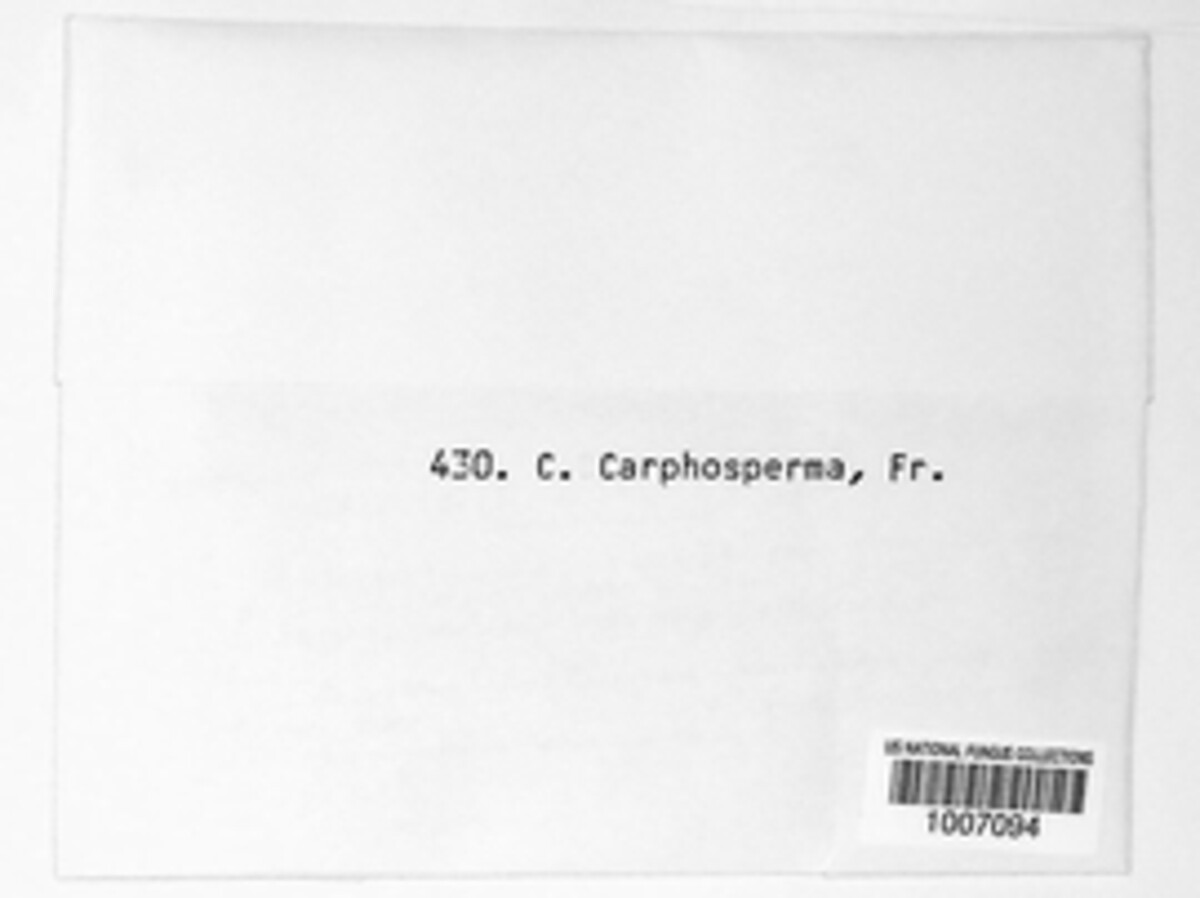 430. C. Carphosperma, Fr.
US NATIONAL FUNGUS COLLECTIONS
1007094